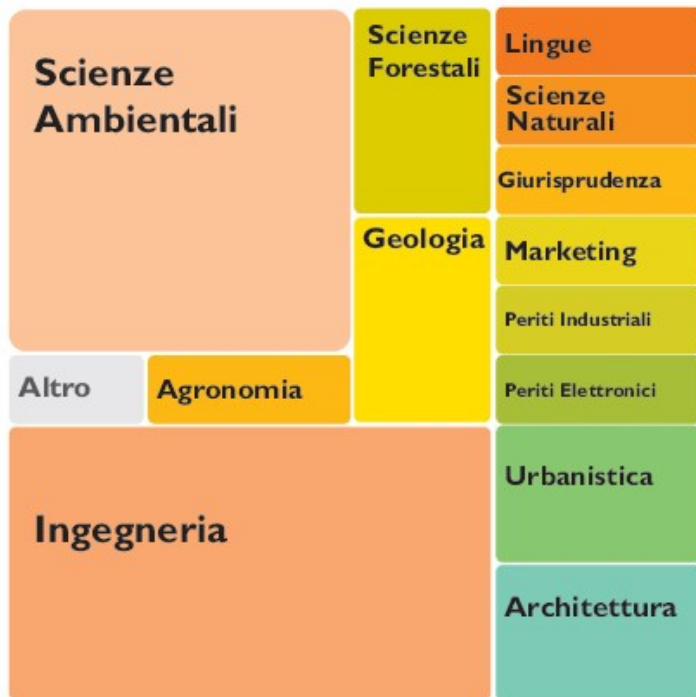 Scienze
Ambientali
Scienze
Forestali
Lingue
Scienze
Naturali
Giurisprudenza
Geologia
Marketing
Periti Industriali
Altro
Agronomia
Periti Elettronici
Ingegneria
Urbanistica
Architettura